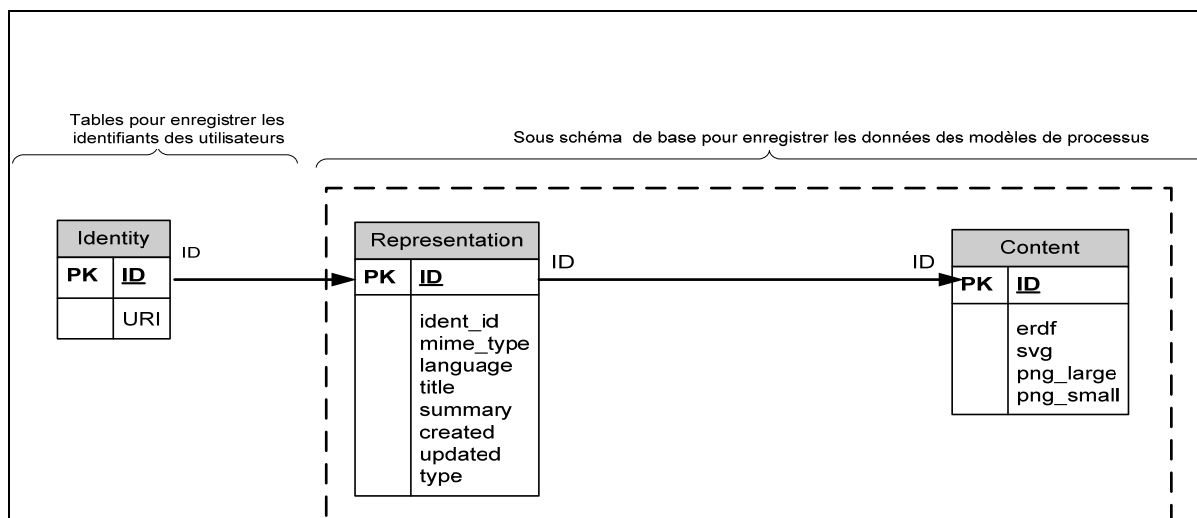 Tables pour enregistrer les
identifiants des utilisateurs
Sous schéma de base pour enregistrer les données des modèles de processus
Identity
PK ID
URI
ID
Representation
PK ID
ident_id
mime_type
language
title
summary
created
updated
type
ID
ID
Content
PK ID
erdf
svg
png_large
png_small